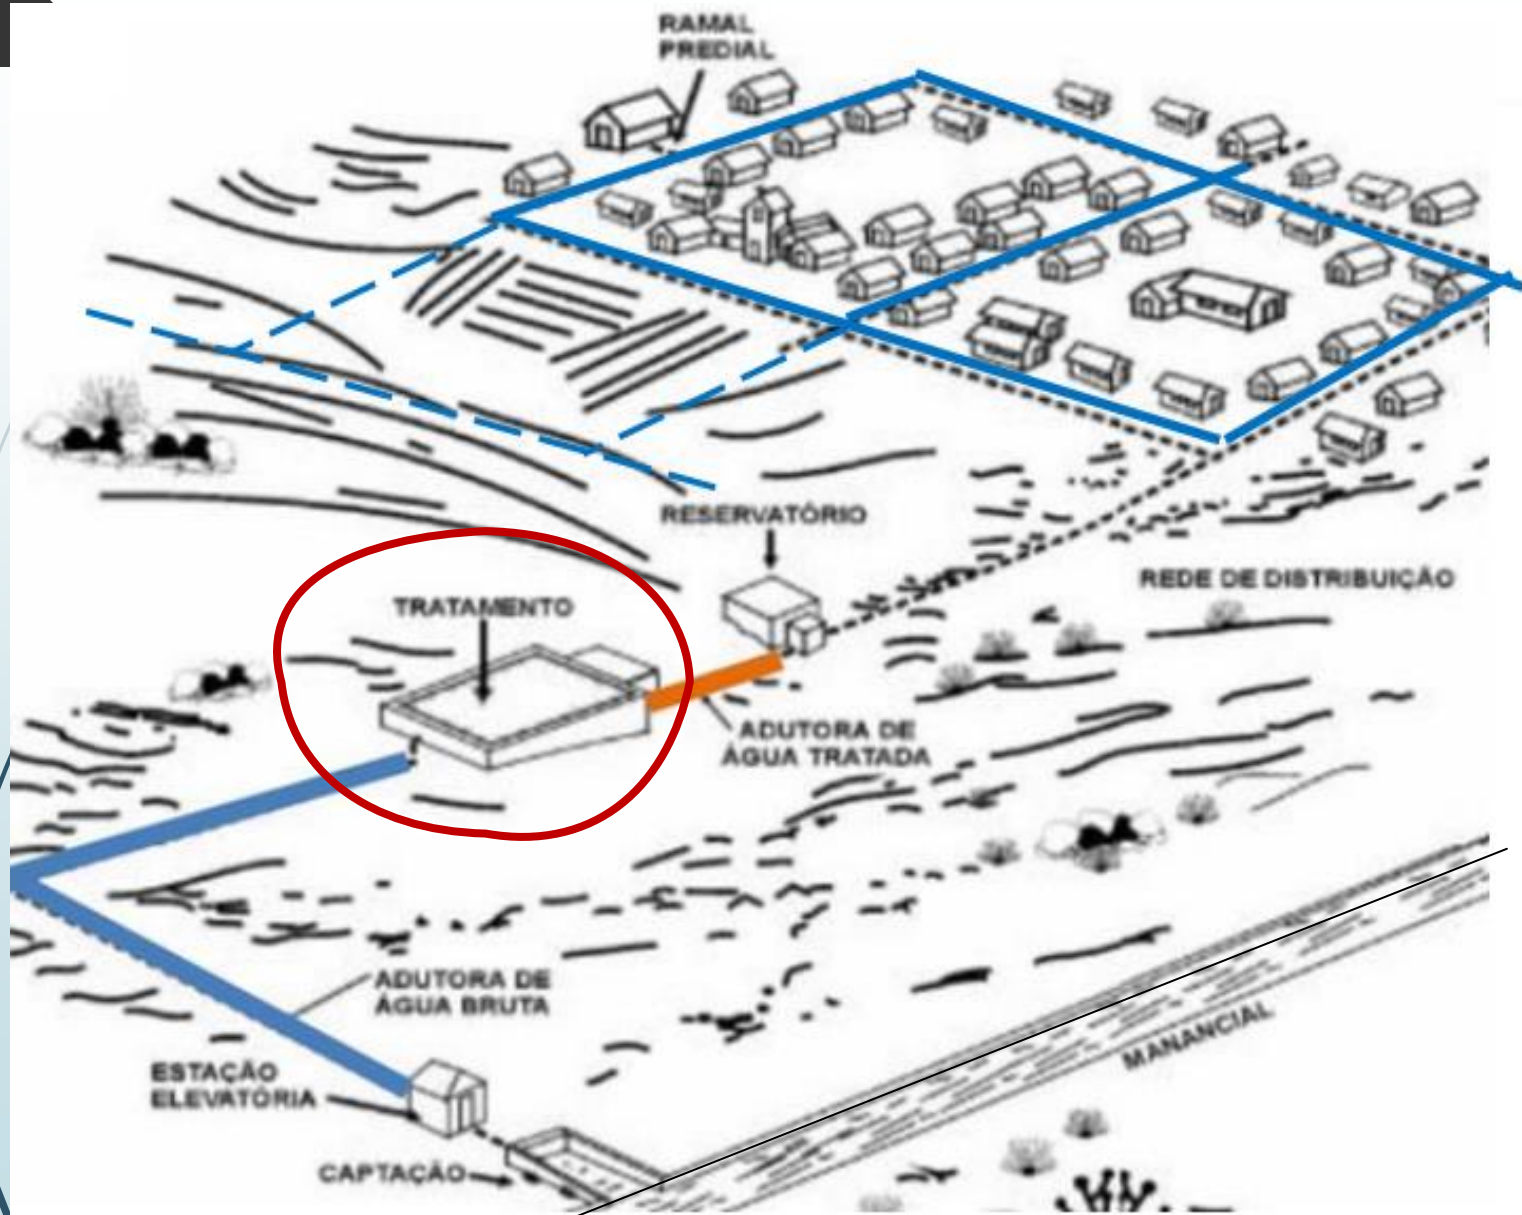 RAMAL
PREDIAL
RESERVATÓRIO
REDE DE DISTRIBUIÇÃO
TRATAMENTO
ADUTORA DE
ÁGUA TRATADA
ADUTORA DE
ÁGUA BRUTA
MANANCIAL
ESTAÇÃO
ELEVATÓRIA
CAPTAÇÃO